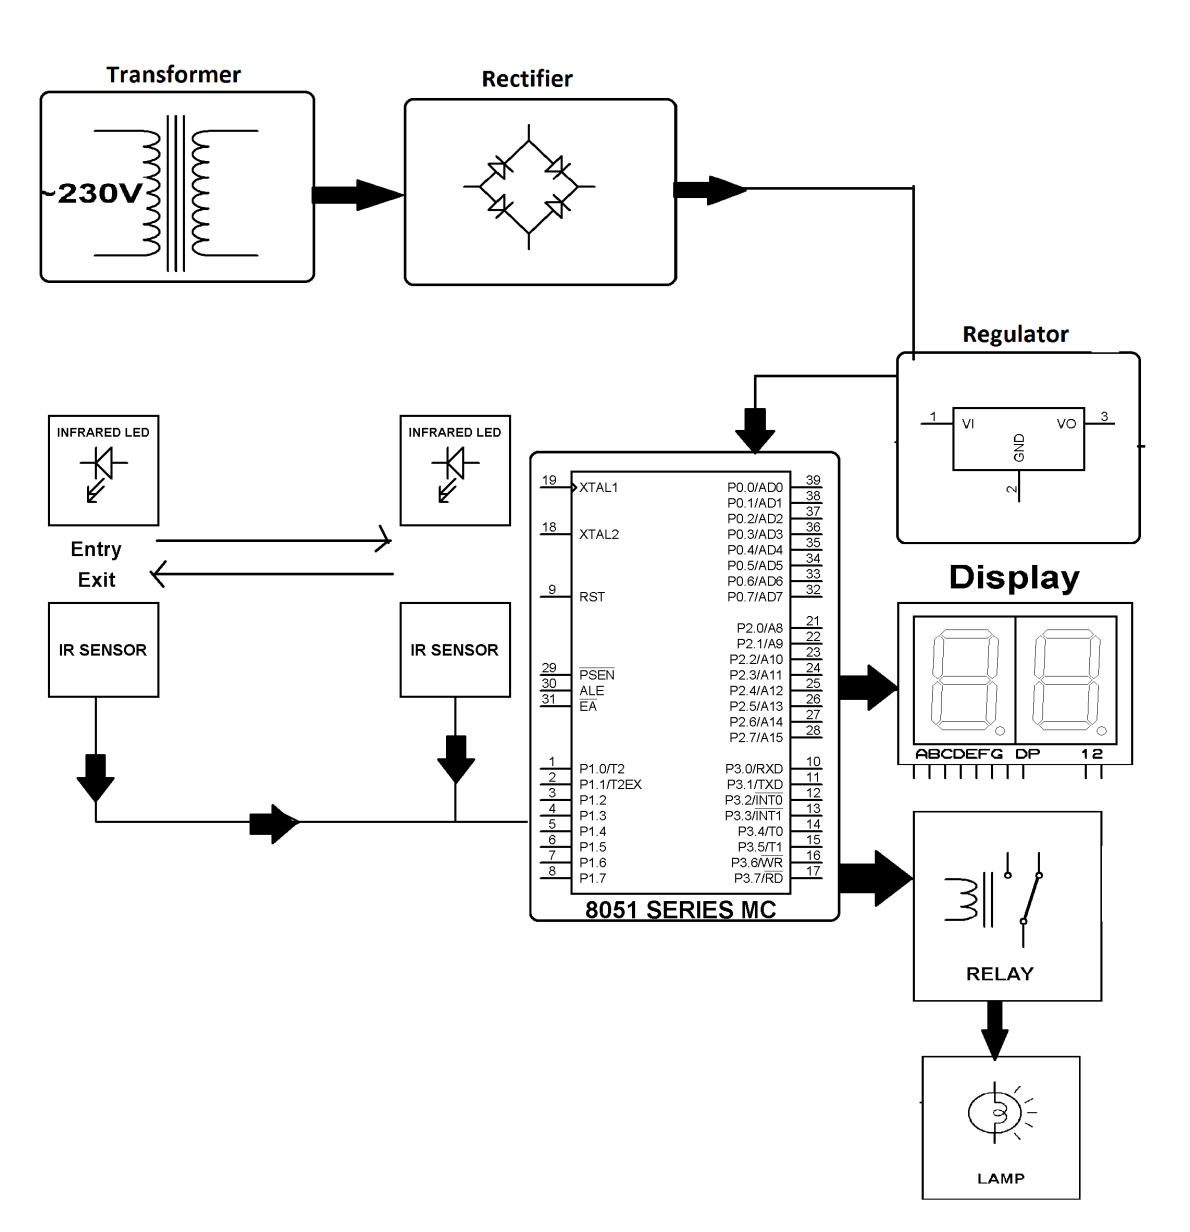 Transformer
Rectifier
~230V
Regulator
1 VI VO 3
GND
2
INFRARED LED
INFRARED LED
Entry
Exit
IR SENSOR
IR SENSOR
19 XTAL1
18 XTAL2
9 RST
29 PSEN
30 ALE
31 EA
1 P1.0/T2
2 P1.1/T2EX
3 P1.2
4 P1.3
5 P1.4
6 P1.5
7 P1.6
8 P1.7
P0.0/AD0 39
P0.1/AD1 38
P0.2/AD2 37
P0.3/AD3 36
P0.4/AD4 35
P0.5/AD5 34
P0.6/AD6 33
P0.7/AD7 32
P2.0/A8 21
P2.1/A9 22
P2.2/A10 23
P2.3/A11 24
P2.4/A12 25
P2.5/A13 26
P2.6/A14 27
P2.7/A15 28
P3.0/RXD 10
P3.1/TXD 11
P3.2/INT0 12
P3.3/INT1 13
P3.4/T0 14
P3.5/T1 15
P3.6/WR 16
P3.7/RD 17
8051 SERIES MC
Display
ABCDEFG DP 12
RELAY
LAMP